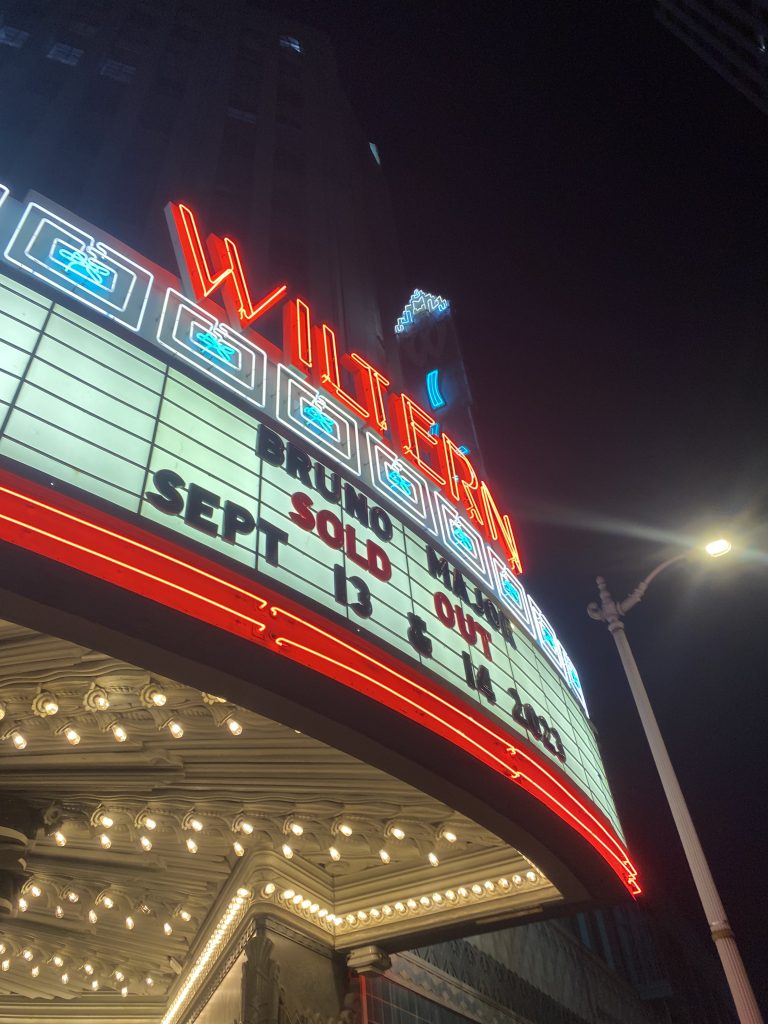 WILTERN
BRUNO MAJOR
SOLD OUT
SEPT 13 & 14 2023